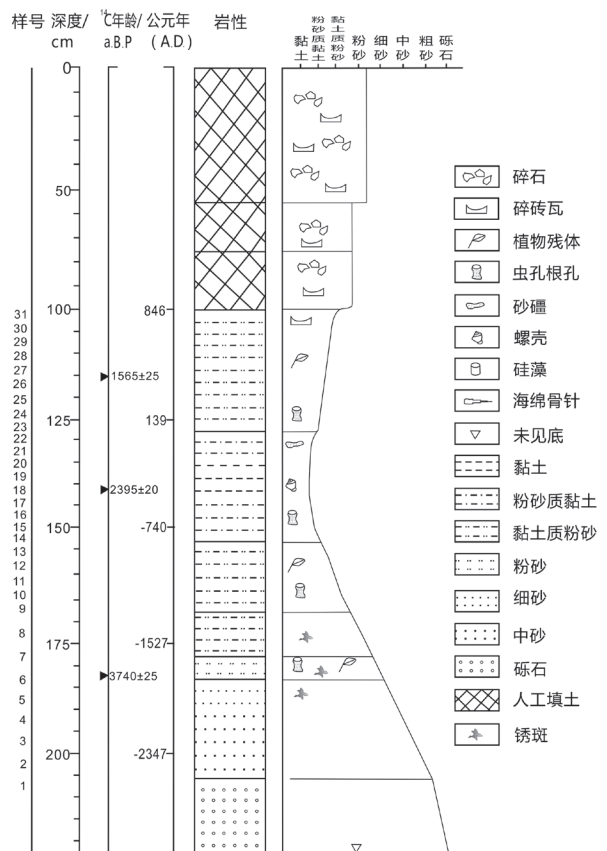 样号 深度/ cm ¹⁴C年龄/ a.B.P 公元年 (A.D.) 岩性
黏土 粉砂质黏土 黏土质粉砂 粉砂 细砂 中砂 粗砂 砾石
0
50
碎石
碎砖瓦
植物残体
虫孔根孔
31 100 846
砂礓
30
29
螺壳
28
27 1565±25
硅藻
26
25
海绵骨针
24 125 139
23
22
未见底
21
20
黏土
19
18 2395±20
17
粉砂质黏土
16
15 150 -740
黏土质粉砂
14
13
12
粉砂
11
10
细砂
9
8 175 -1527
中砂
7
6 3740±25
砾石
5
人工填土
4
3
锈斑
2 200 -2347
1